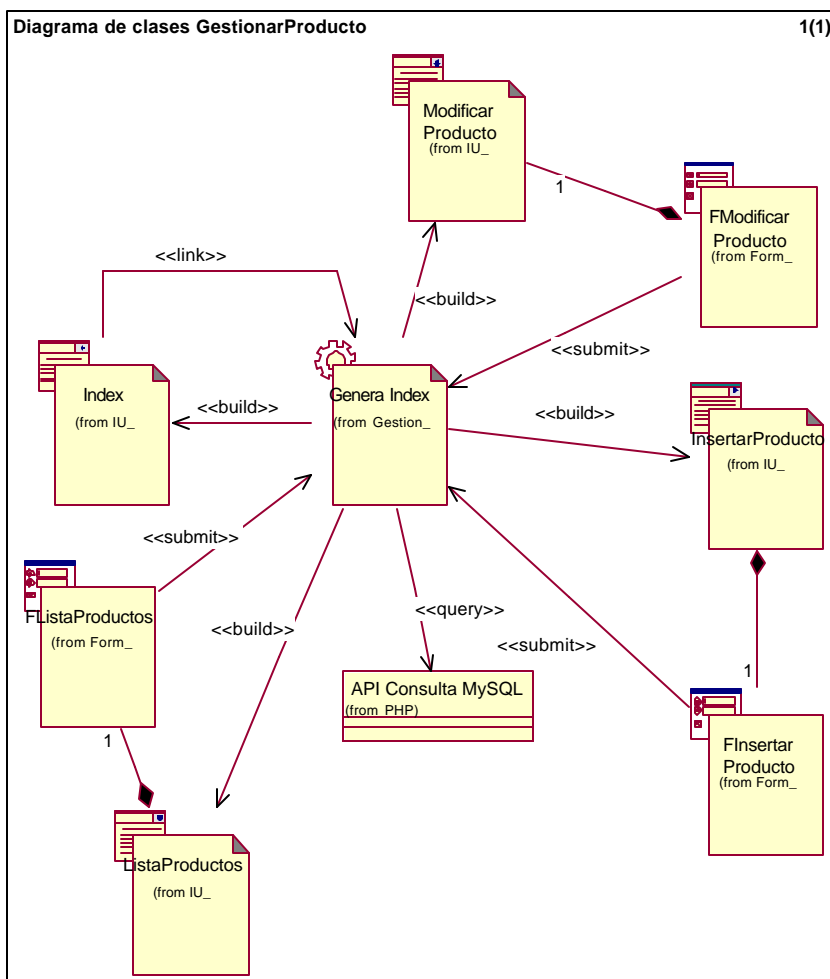 Diagrama de clases GestionarProducto 1(1)
Modificar
Producto
(from IU_
1
FModificar
Producto
(from Form_
<<link>>
<<build>>
<<submit>>
Index
(from IU_
<<build>>
Genera Index
(from Gestion_
<<build>>
InsertarProducto
(from IU_
<<submit>>
FListaProductos
(from Form_
<<build>>
<<query>>
<<submit>>
API Consulta MySQL
(from PHP)
1
1
FInsertar
Producto
(from Form_
ListaProductos
(from IU_